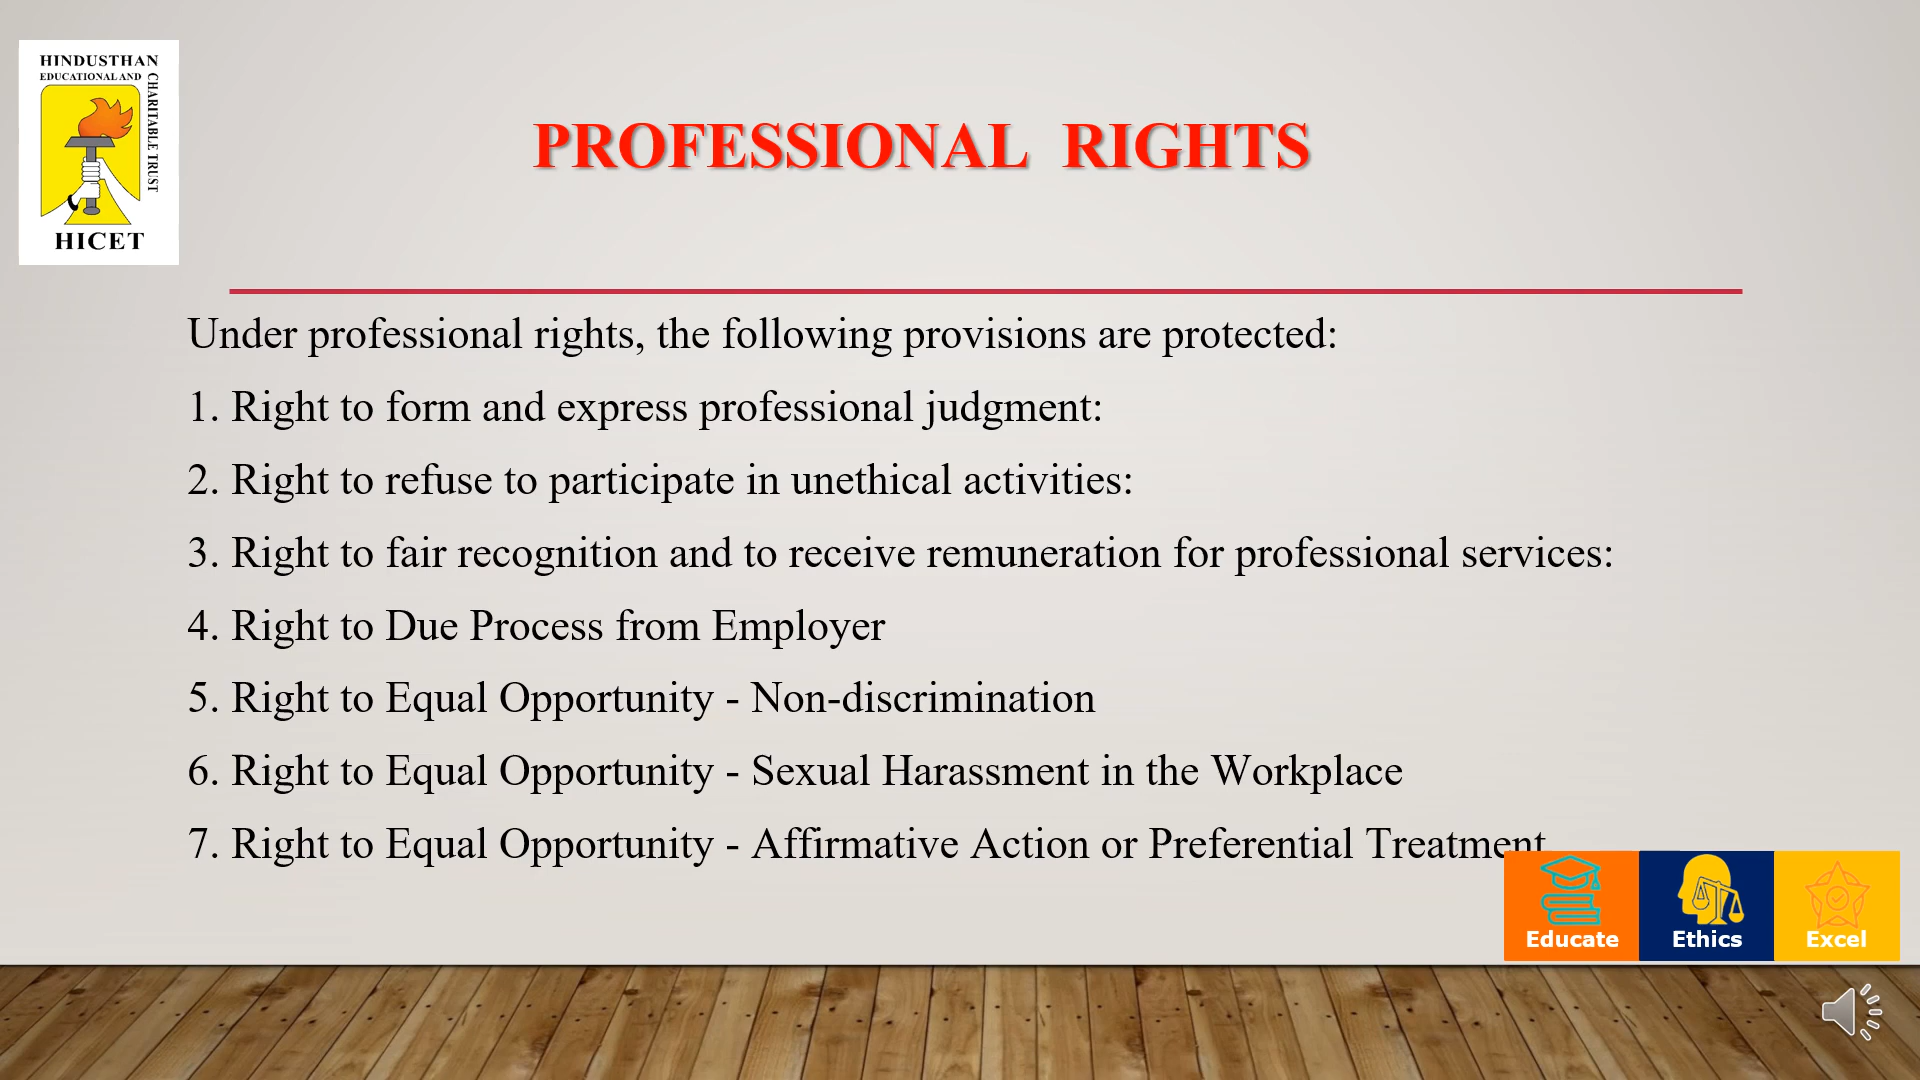 HINDUSTHAN
EDUCATIONAL AND
CHARITABLE TRUST
HICET
PROFESSIONAL RIGHTS
Under professional rights, the following provisions are protected:
1. Right to form and express professional judgment:
2. Right to refuse to participate in unethical activities:
3. Right to fair recognition and to receive remuneration for professional services:
4. Right to Due Process from Employer
5. Right to Equal Opportunity - Non-discrimination
6. Right to Equal Opportunity - Sexual Harassment in the Workplace
7. Right to Equal Opportunity - Affirmative Action or Preferential Treatment
Educate
Ethics
Excel